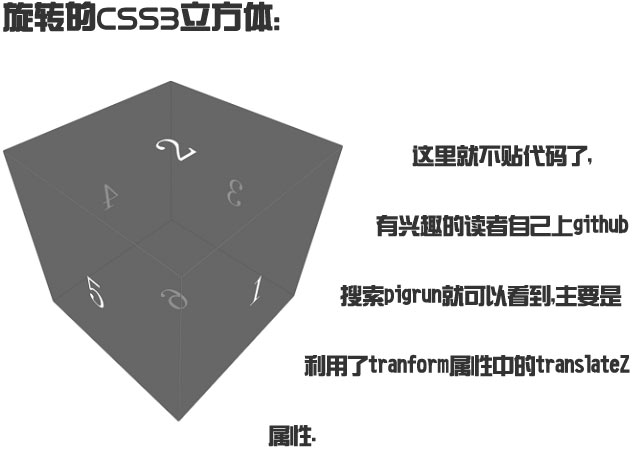 旋转的CSS3立方体:
2
4
3
5
6
1
这里就不贴代码了,
有兴趣的读者自己上github
搜索pigrun就可以看到,主要是
利用了tranform属性中的translateZ
属性.